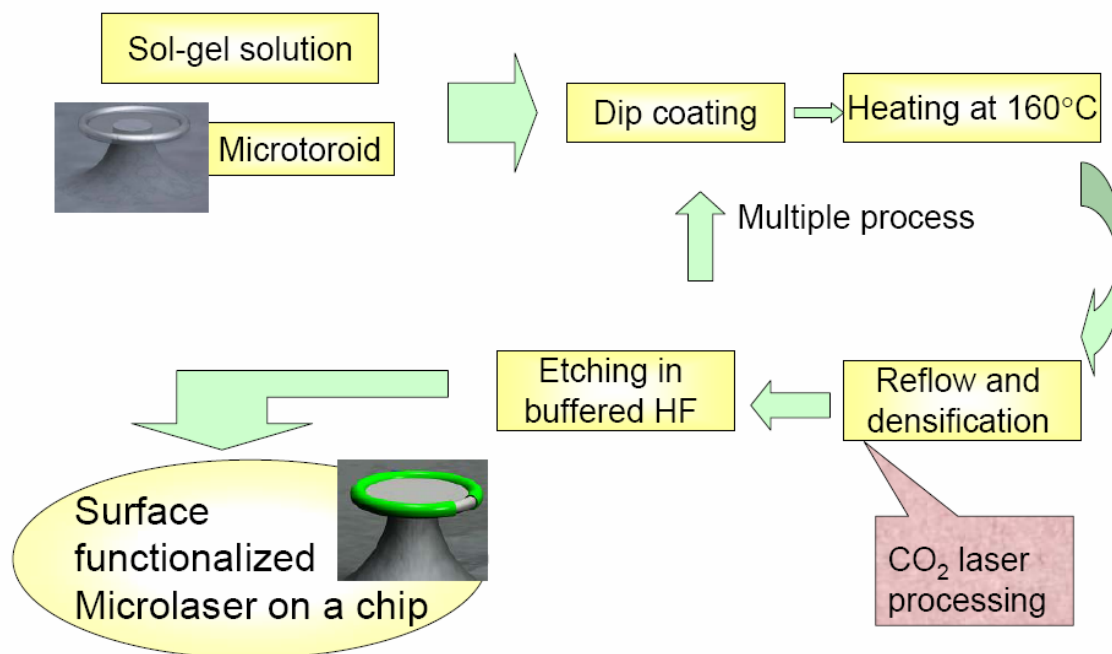 Sol-gel solution
Microtoroid
Dip coating
Heating at 160°C
Multiple process
Reflow and
densification
CO₂ laser
processing
Etching in
buffered HF
Surface
functionalized
Microlaser on a chip